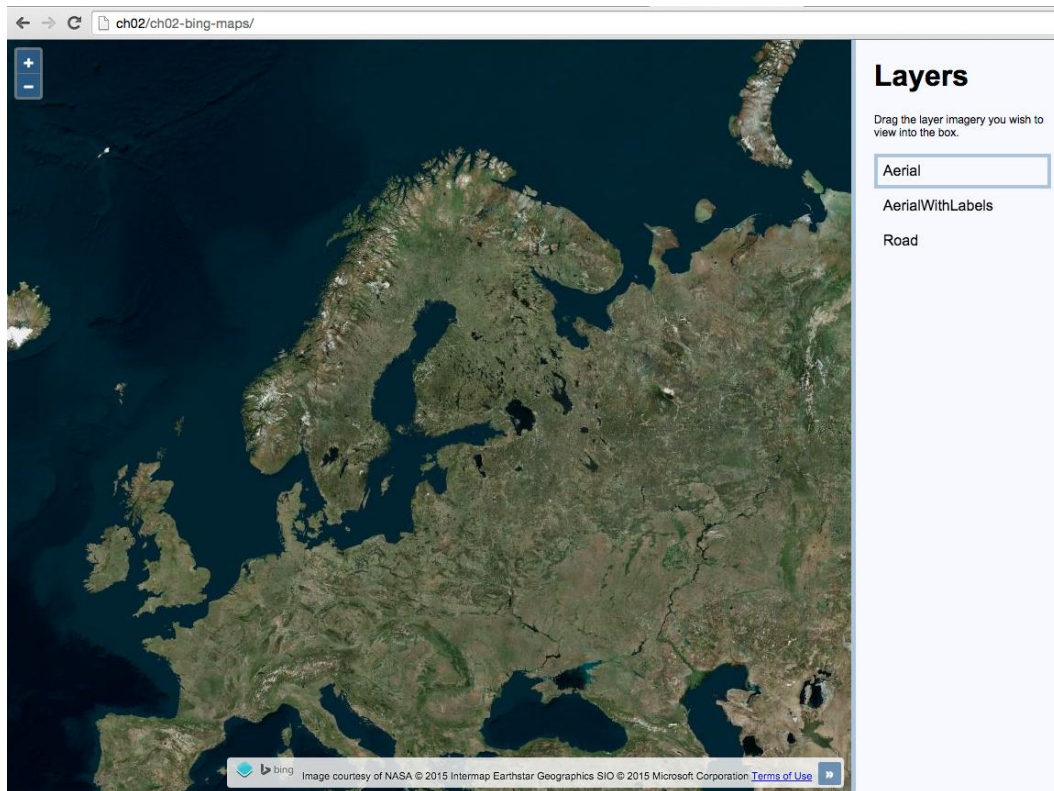 ch02/ch02-bing-maps/
+
−
Layers
Drag the layer imagery you wish to
view into the box.
Aerial
AerialWithLabels
Road
bing Image courtesy of NASA © 2015 Intermap Earthstar Geographics SIO © 2015 Microsoft Corporation Terms of Use »